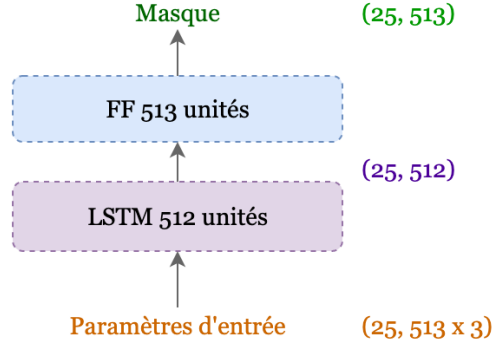 Masque (25, 513)
FF 513 unités
(25, 512)
LSTM 512 unités
Paramètres d'entrée (25, 513 x 3)